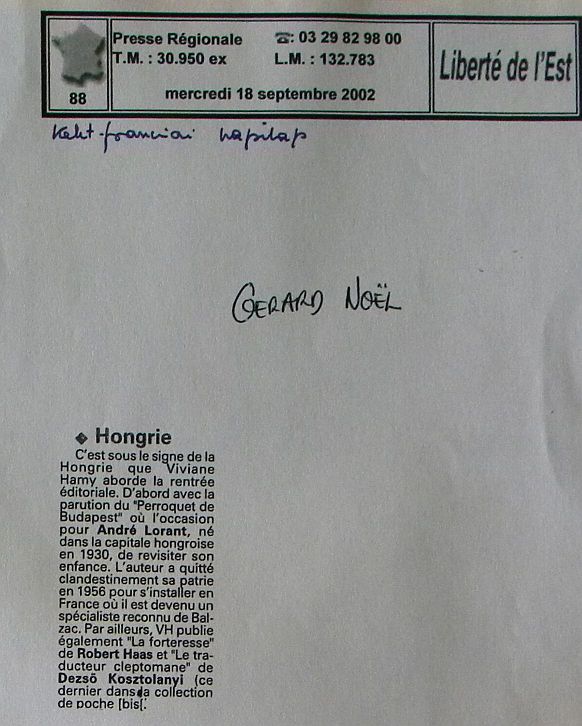 Presse Régionale ☎: 03 29 82 98 00
T.M. : 30.950 ex L.M. : 132.783
88
mercredi 18 septembre 2002
Liberté de l'Est
Kelet-franciai napilap
GERARD NOËL
◆ Hongrie
C'est sous le signe de la
Hongrie que Viviane
Hamy aborde la rentrée
éditoriale. D'abord avec la
parution du "Perroquet de
Budapest" où l'occasion
pour André Lorant, né
dans la capitale hongroise
en 1930, de revisiter son
enfance. L'auteur a quitté
clandestinement sa patrie
en 1956 pour s'installer en
France où il est devenu un
spécialiste reconnu de Bal-
zac. Par ailleurs, VH publie
également "La forteresse"
de Robert Haas et "Le tra-
ducteur cleptomane" de
Dezsö Kosztolanyi (ce
dernier dans la collection
de poche [bis[.